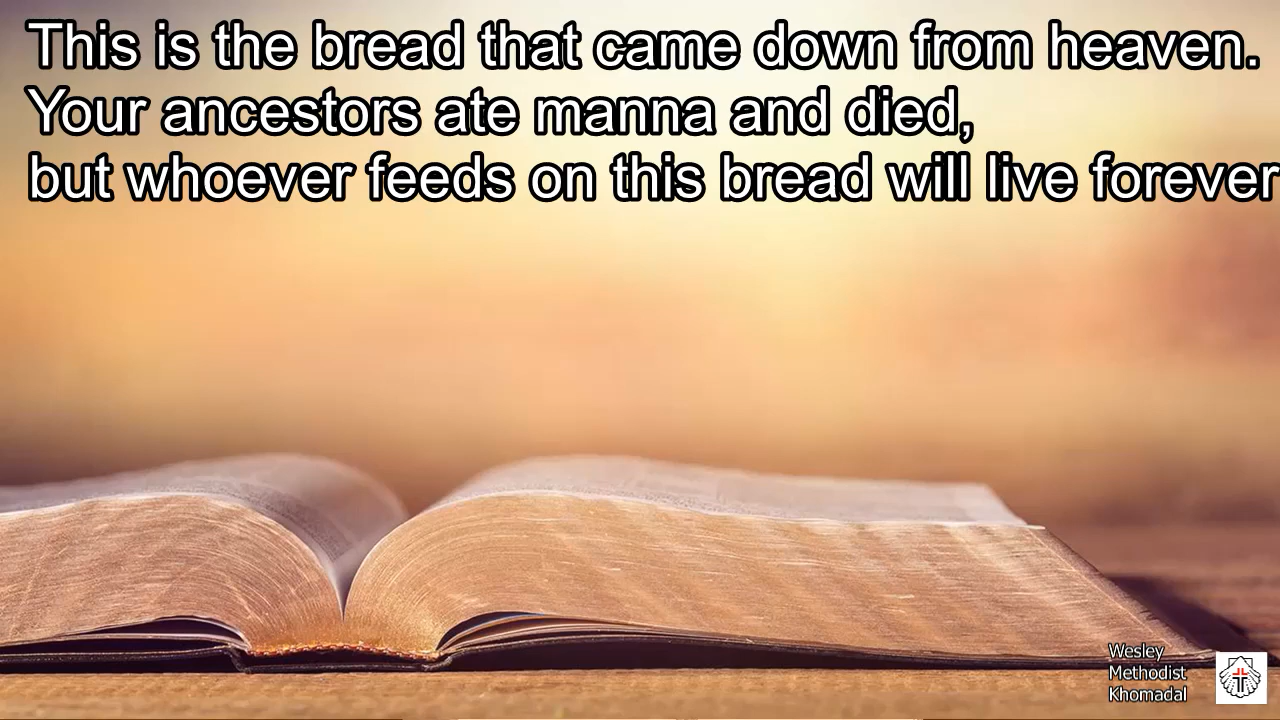 This is the bread that came down from heaven.
Your ancestors ate manna and died,
but whoever feeds on this bread will live forever
Wesley
Methodist
Khomadal